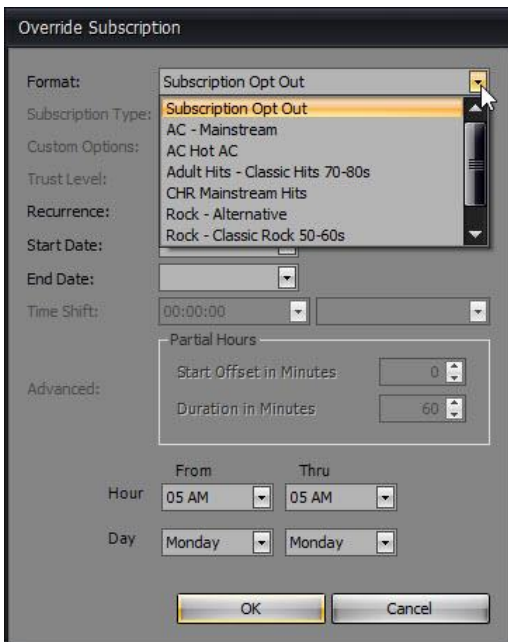 Override Subscription
Format: Subscription Opt Out
Subscription Type: Subscription Opt Out
AC - Mainstream
Custom Options: AC Hot AC
Trust Level: Adult Hits - Classic Hits 70-80s
CHR Mainstream Hits
Recurrence: Rock - Alternative
Rock - Classic Rock 50-60s
Start Date:
End Date:
Time Shift: 00:00:00
Partial Hours
Start Offset in Minutes 0
Advanced:
Duration in Minutes 60
From Thru
Hour 05 AM 05 AM
Day Monday Monday
OK Cancel